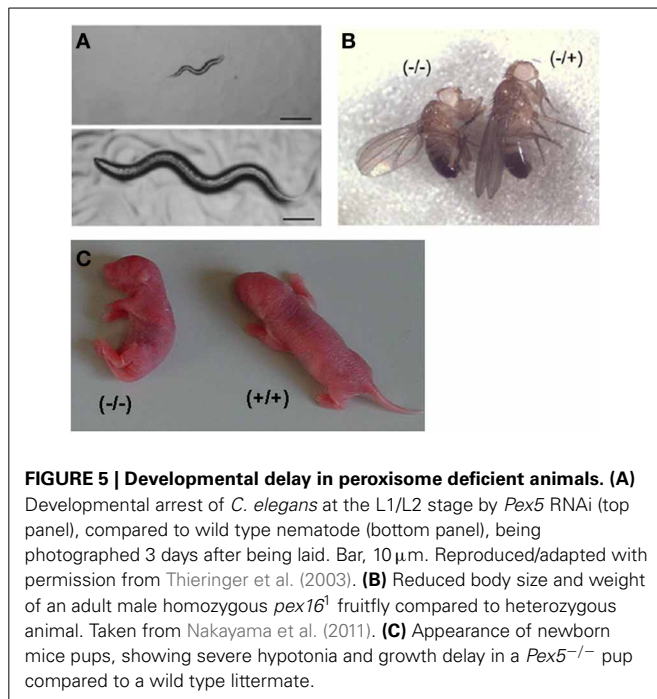 A
B
(-/-)
(-/+)
C
(-/-)
(+/+)
FIGURE 5 | Developmental delay in peroxisome deficient animals. (A)
Developmental arrest of C. elegans at the L1/L2 stage by Pex5 RNAi (top
panel), compared to wild type nematode (bottom panel), being
photographed 3 days after being laid. Bar, 10 μm. Reproduced/adapted with
permission from Thieringer et al. (2003). (B) Reduced body size and weight
of an adult male homozygous pex16¹ fruitfly compared to heterozygous
animal. Taken from Nakayama et al. (2011). (C) Appearance of newborn
mice pups, showing severe hypotonia and growth delay in a Pex5⁻/⁻ pup
compared to a wild type littermate.